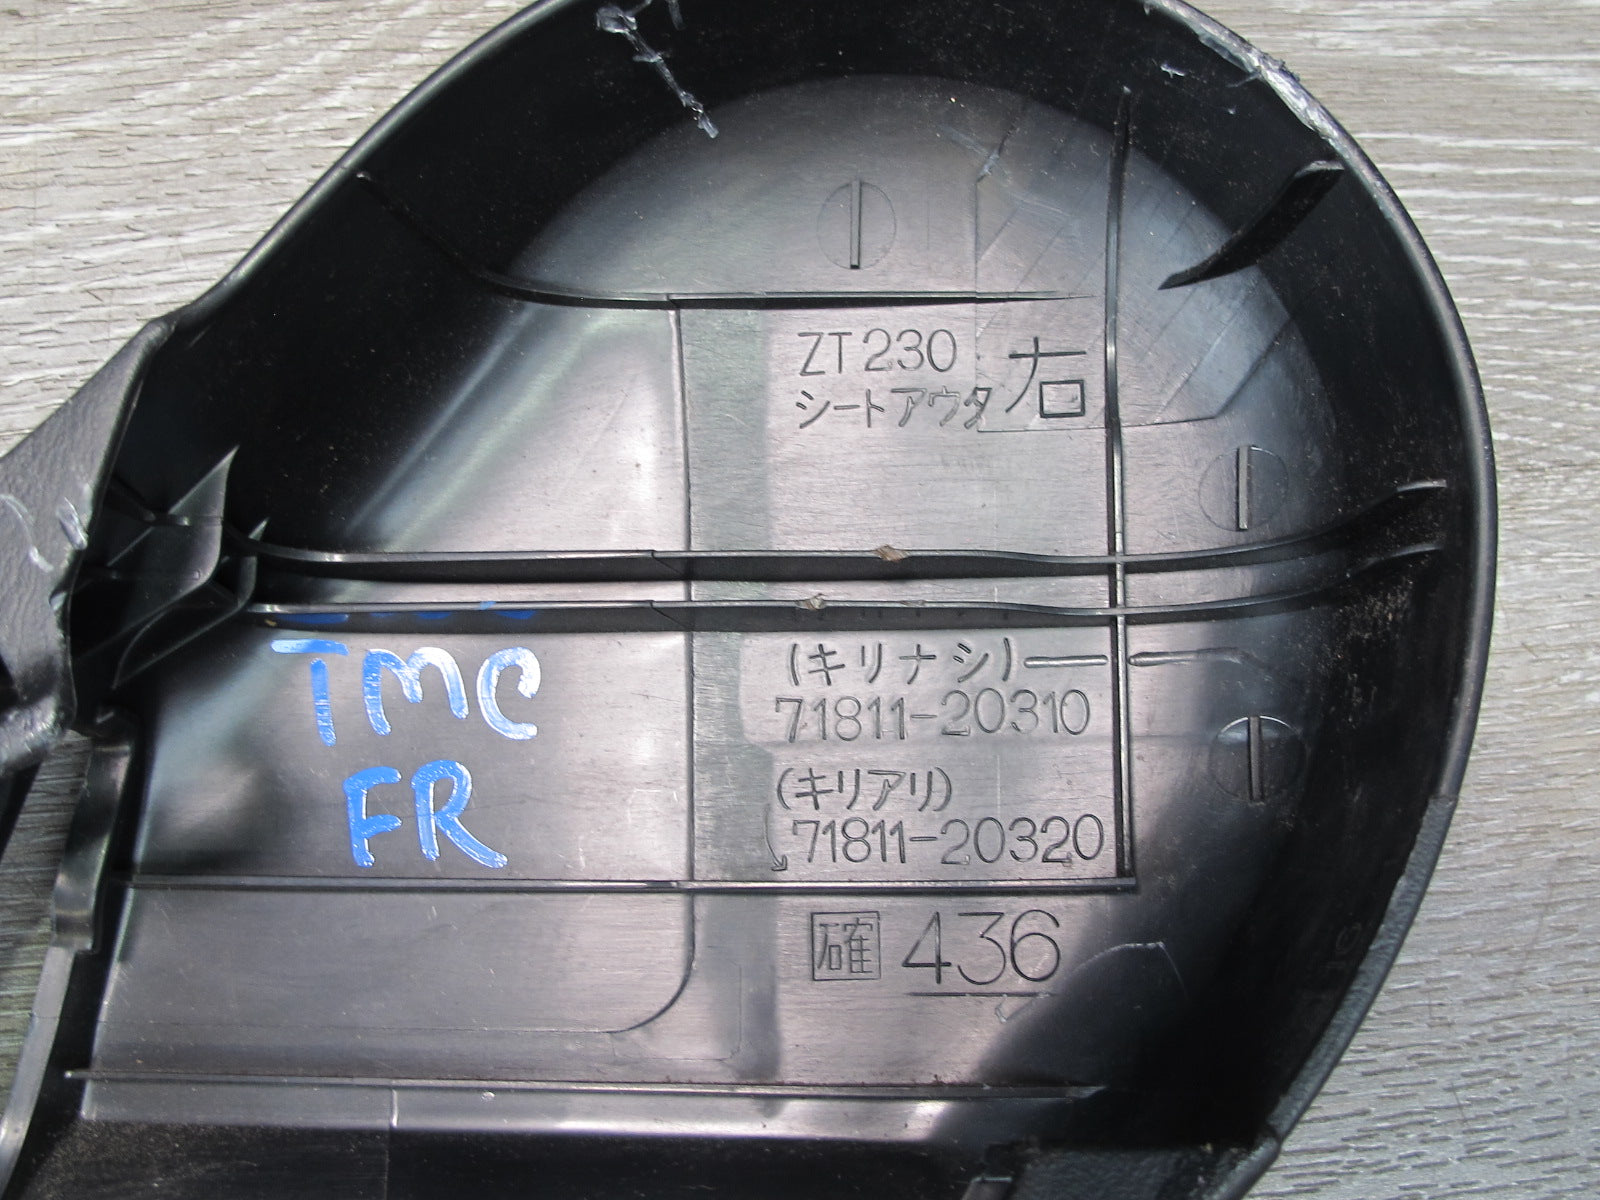 ZT230 右
シートアウタ
TMC
FR
(キリナシ)
71811-20310
(キリアリ)
71811-20320
確 436